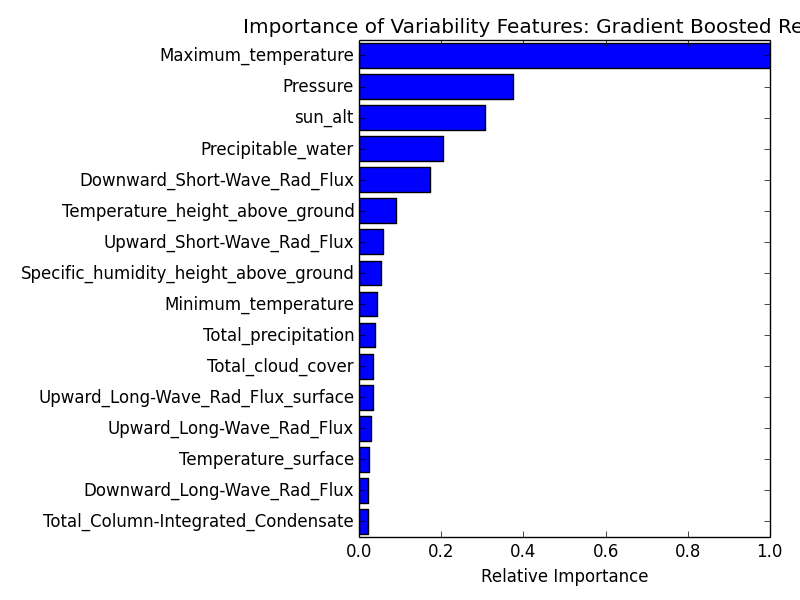 Importance of Variability Features: Gradient Boosted Re
Maximum_temperature
Pressure
sun_alt
Precipitable_water
Downward_Short-Wave_Rad_Flux
Temperature_height_above_ground
Upward_Short-Wave_Rad_Flux
Specific_humidity_height_above_ground
Minimum_temperature
Total_precipitation
Total_cloud_cover
Upward_Long-Wave_Rad_Flux_surface
Upward_Long-Wave_Rad_Flux
Temperature_surface
Downward_Long-Wave_Rad_Flux
Total_Column-Integrated_Condensate
0.0 0.2 0.4 0.6 0.8 1.0
Relative Importance